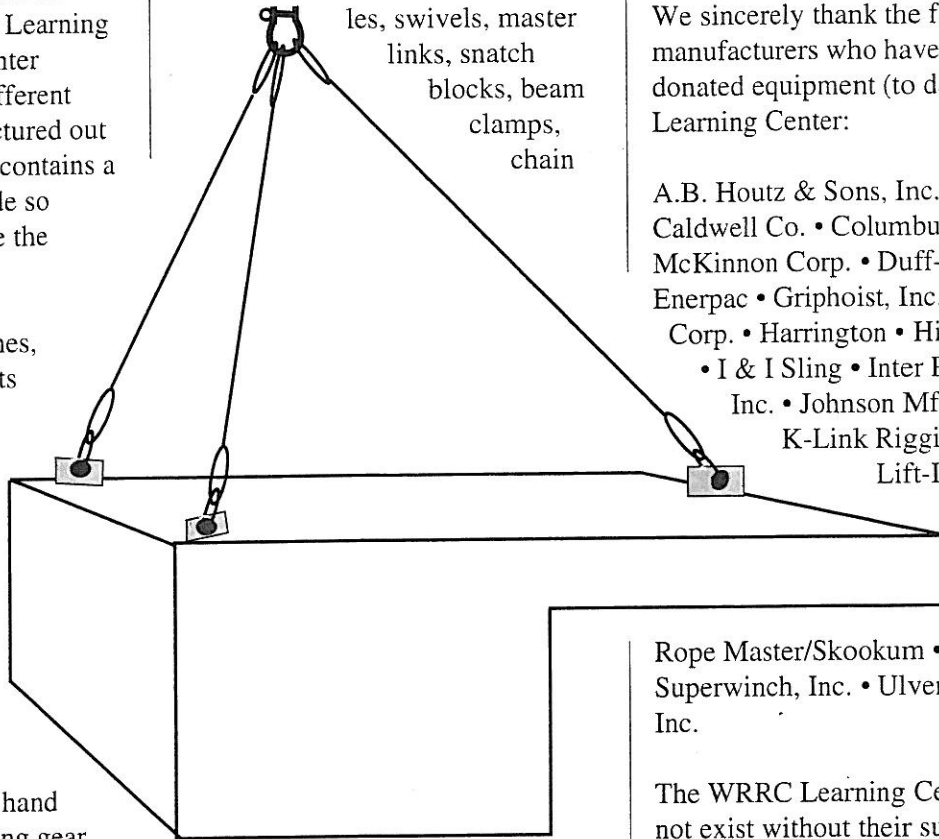 Learning
nter
fferent
ctured out
contains a
le so
e the
nes,
ts
hand
ng gear
les, swivels, master
links, snatch
blocks, beam
clamps,
chain
We sincerely thank the f
manufacturers who have
donated equipment (to d
Learning Center:
A.B. Houtz & Sons, Inc.
Caldwell Co. • Columbu
McKinnon Corp. • Duff-
Enerpac • Griphoist, Inc.
Corp. • Harrington • Hi
• I & I Sling • Inter
Inc. • Johnson Mf
K-Link Riggi
Lift-I
Rope Master/Skookum •
Superwinch, Inc. • Ulver
Inc.
The WRRC Learning Ce
not exist without their su